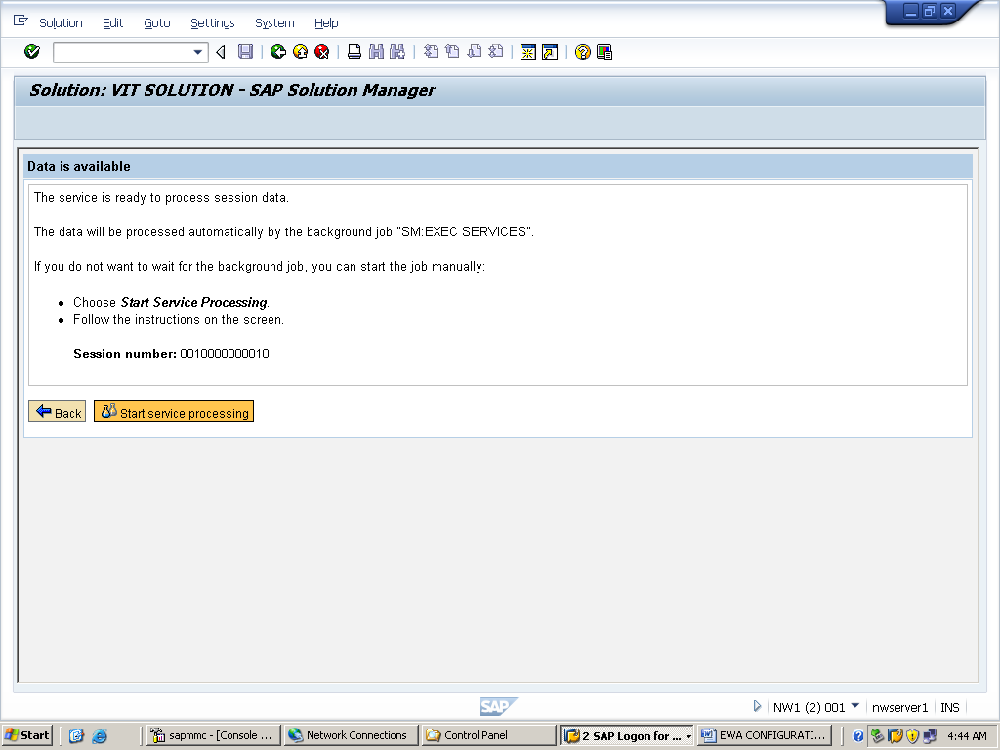 Solution Edit Goto Settings System Help
Solution: VIT SOLUTION - SAP Solution Manager
Data is available
The service is ready to process session data.
The data will be processed automatically by the background job "SM:EXEC SERVICES".
If you do not want to wait for the background job, you can start the job manually:
• Choose Start Service Processing.
• Follow the instructions on the screen.
Session number: 0010000000010
Back Start service processing
SAP NW1 (2) 001 nwserver1 INS
Start sapmmc - [Console ... Network Connections Control Panel 2 SAP Logon for ... EWA CONFIGURATI... 4:44 AM